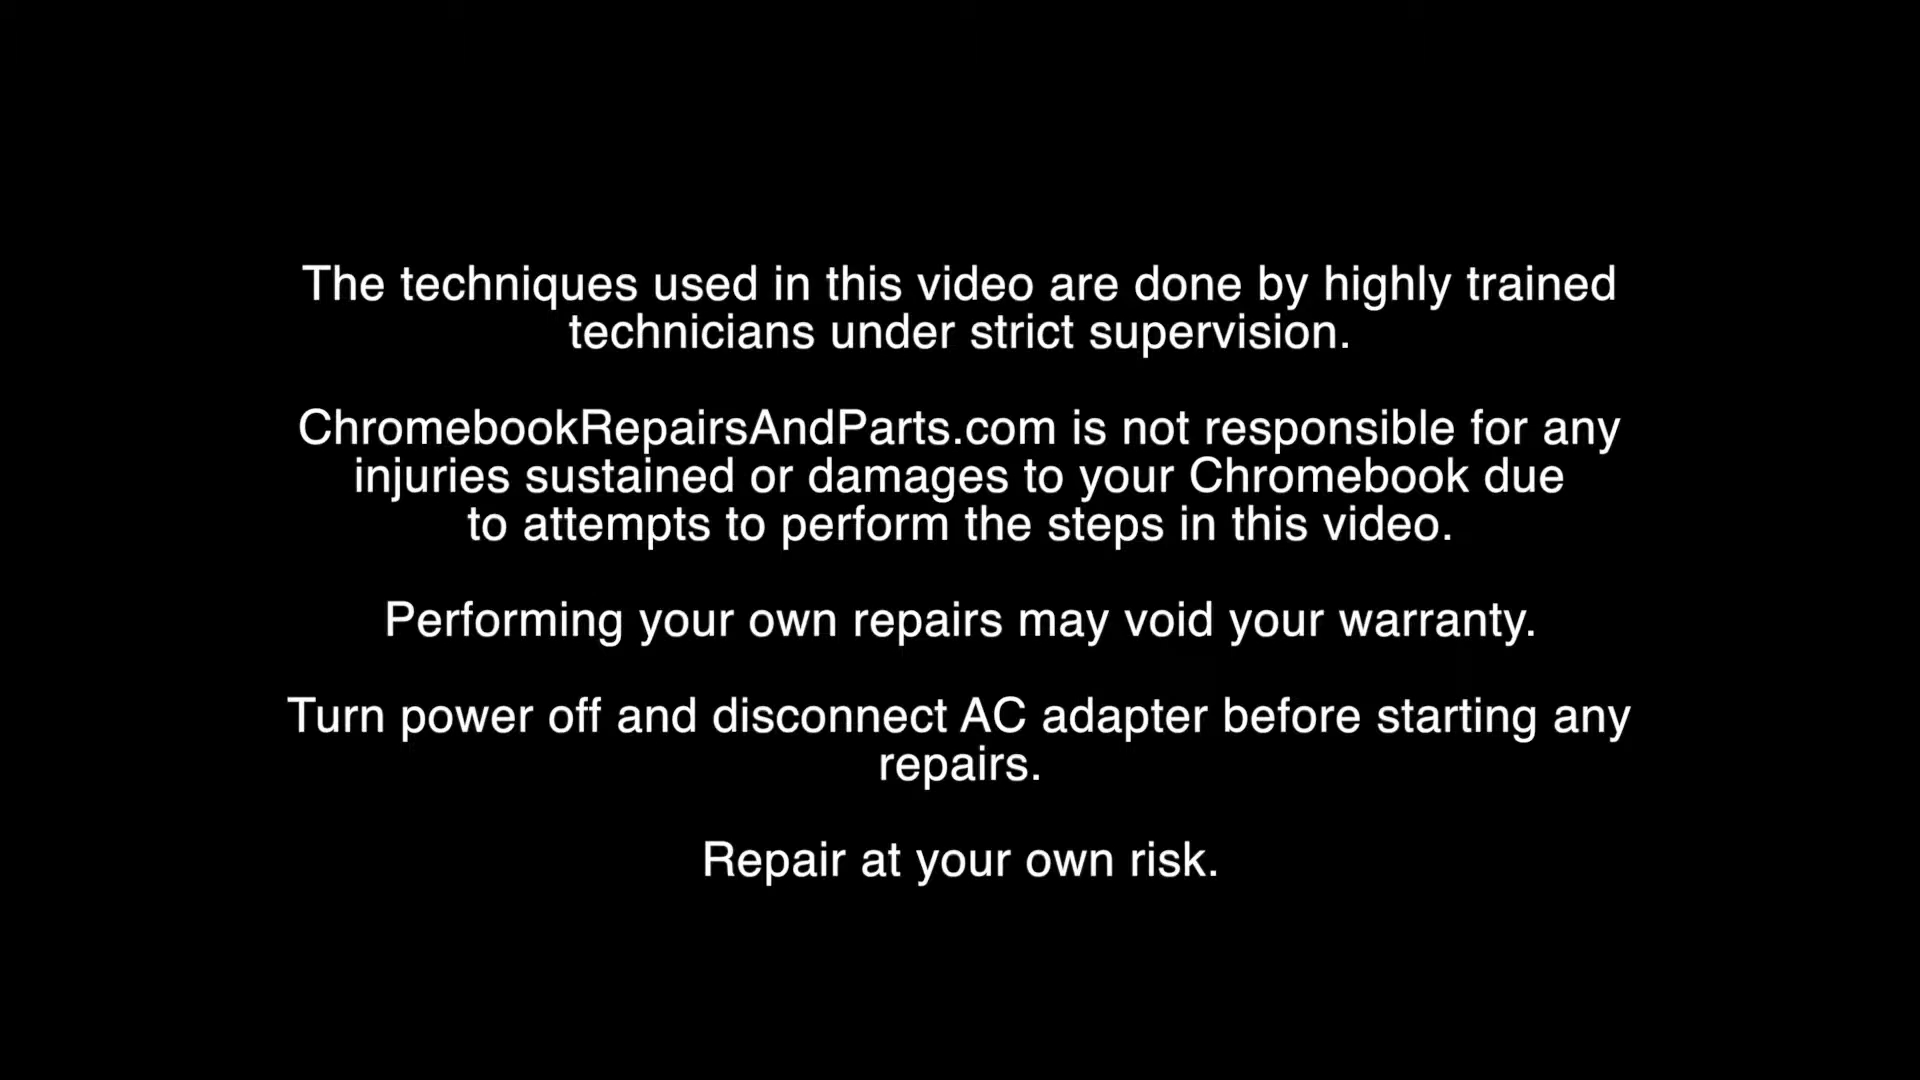 The techniques used in this video are done by highly trained
technicians under strict supervision.
ChromebookRepairsAndParts.com is not responsible for any
injuries sustained or damages to your Chromebook due
to attempts to perform the steps in this video.
Performing your own repairs may void your warranty.
Turn power off and disconnect AC adapter before starting any
repairs.
Repair at your own risk.